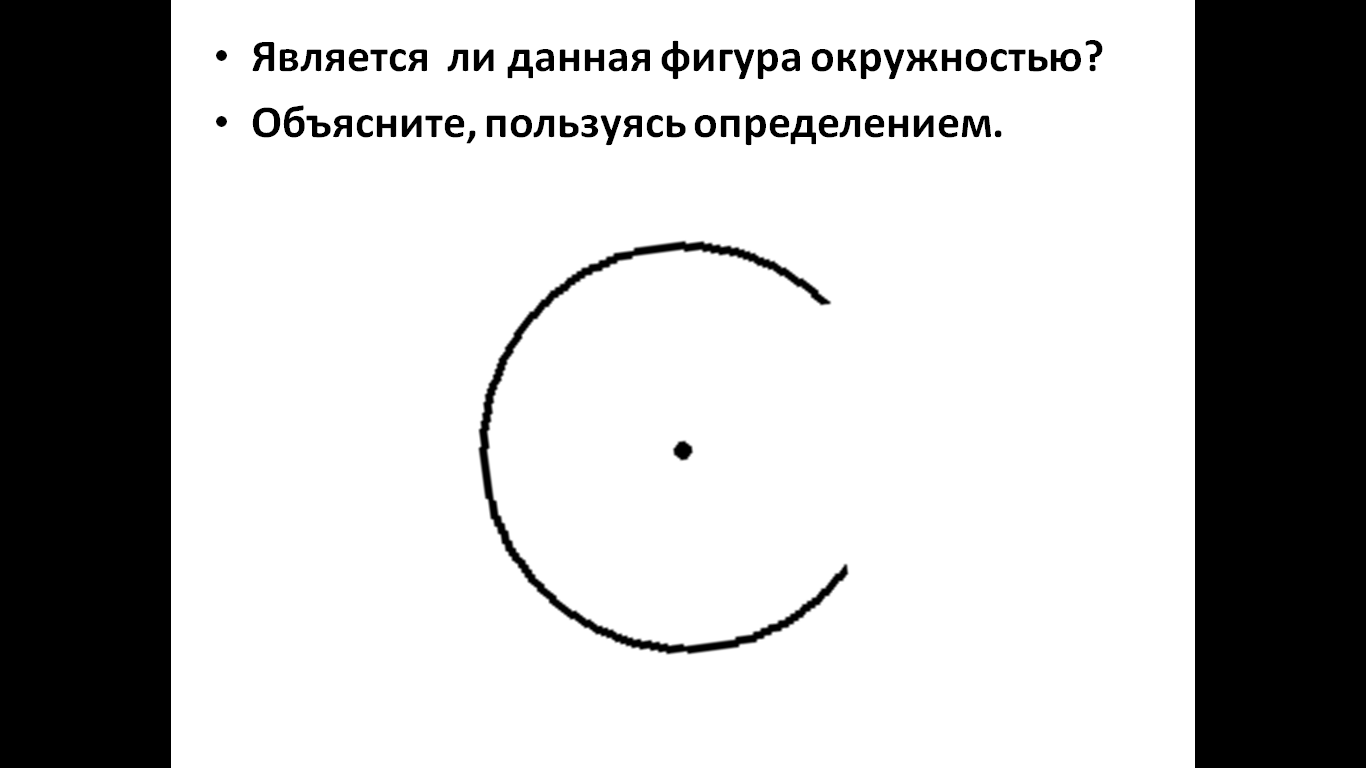 • Является ли данная фигура окружностью?
• Объясните, пользуясь определением.